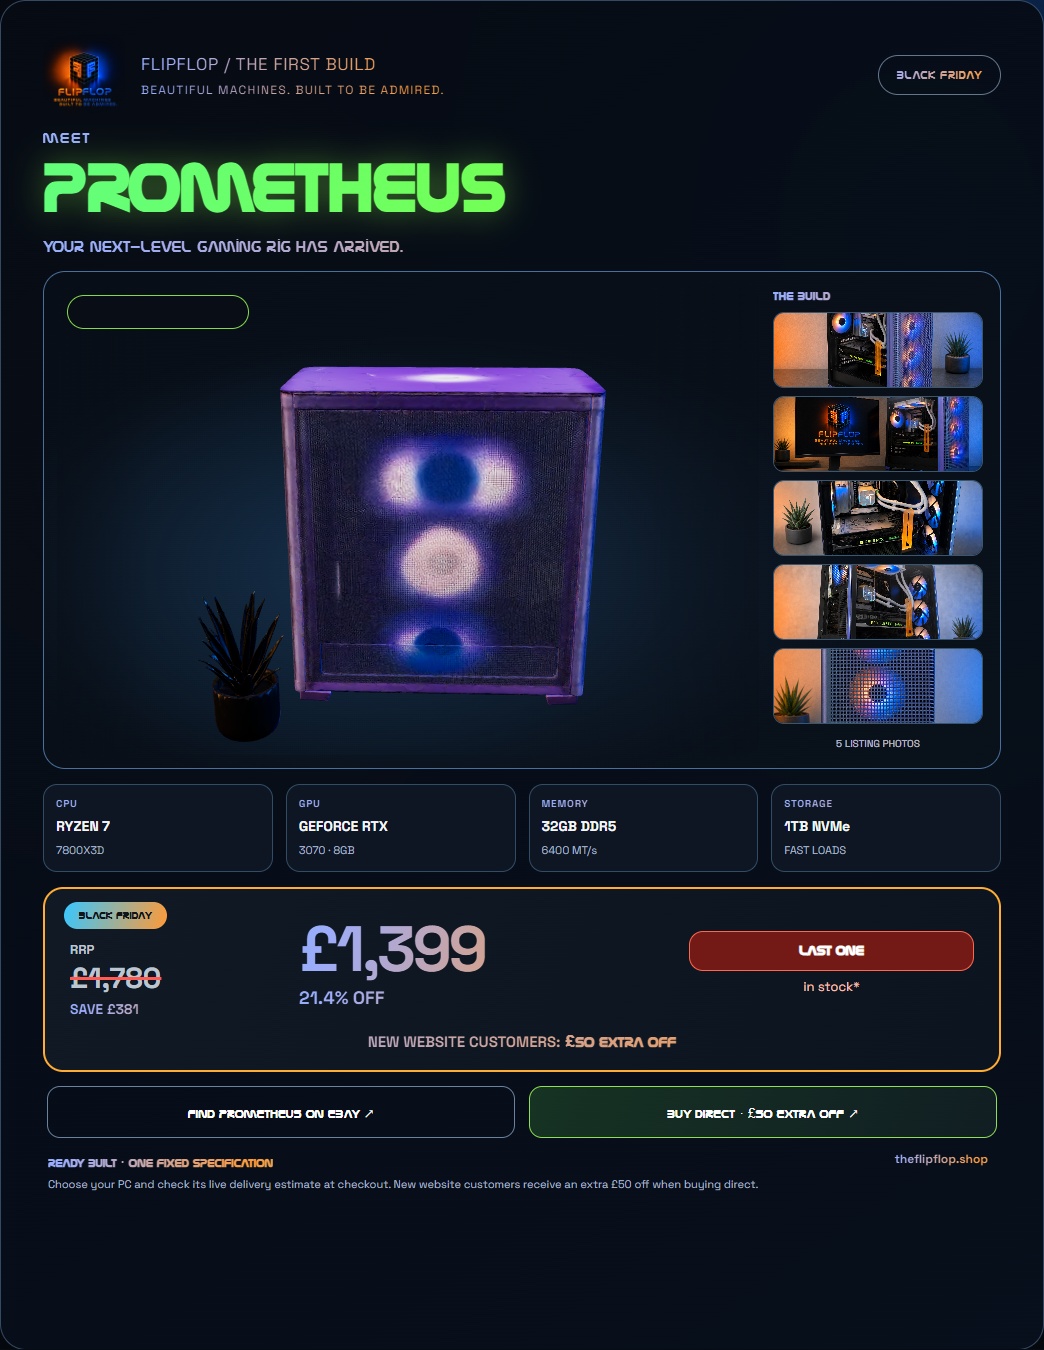 FLIPFLOP
FLIPFLOP / THE FIRST BUILD
BEAUTIFUL MACHINES. BUILT TO BE ADMIRED.
BLACK FRIDAY
MEET
PROMETHEUS
YOUR NEXT-LEVEL GAMING RIG HAS ARRIVED.
THE BUILD
FLIPFLOP
5 LISTING PHOTOS
CPU
RYZEN 7
7800X3D
GPU
GEFORCE RTX
3070 · 8GB
MEMORY
32GB DDR5
6400 MT/s
STORAGE
1TB NVMe
FAST LOADS
BLACK FRIDAY
RRP
£1,780
SAVE £381
£1,399
21.4% OFF
LAST ONE
in stock*
NEW WEBSITE CUSTOMERS: £50 EXTRA OFF
FIND PROMETHEUS ON EBAY ↗
BUY DIRECT · £50 EXTRA OFF ↗
READY BUILT · ONE FIXED SPECIFICATION
theflipflop.shop
Choose your PC and check its live delivery estimate at checkout. New website customers receive an extra £50 off when buying direct.